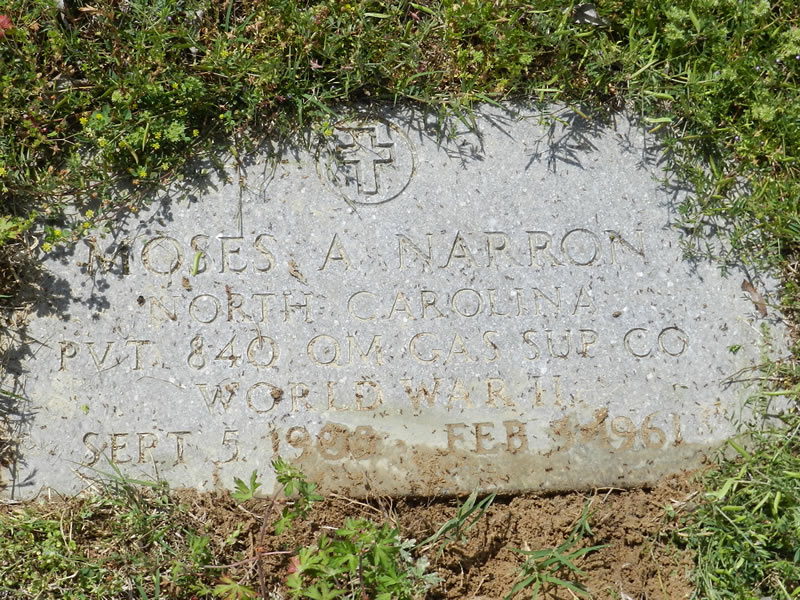 MOSES A NARRON
NORTH CAROLINA
PVT 840 QM GAS SUP CO
WORLD WAR II
SEPT 5 FEB 1961